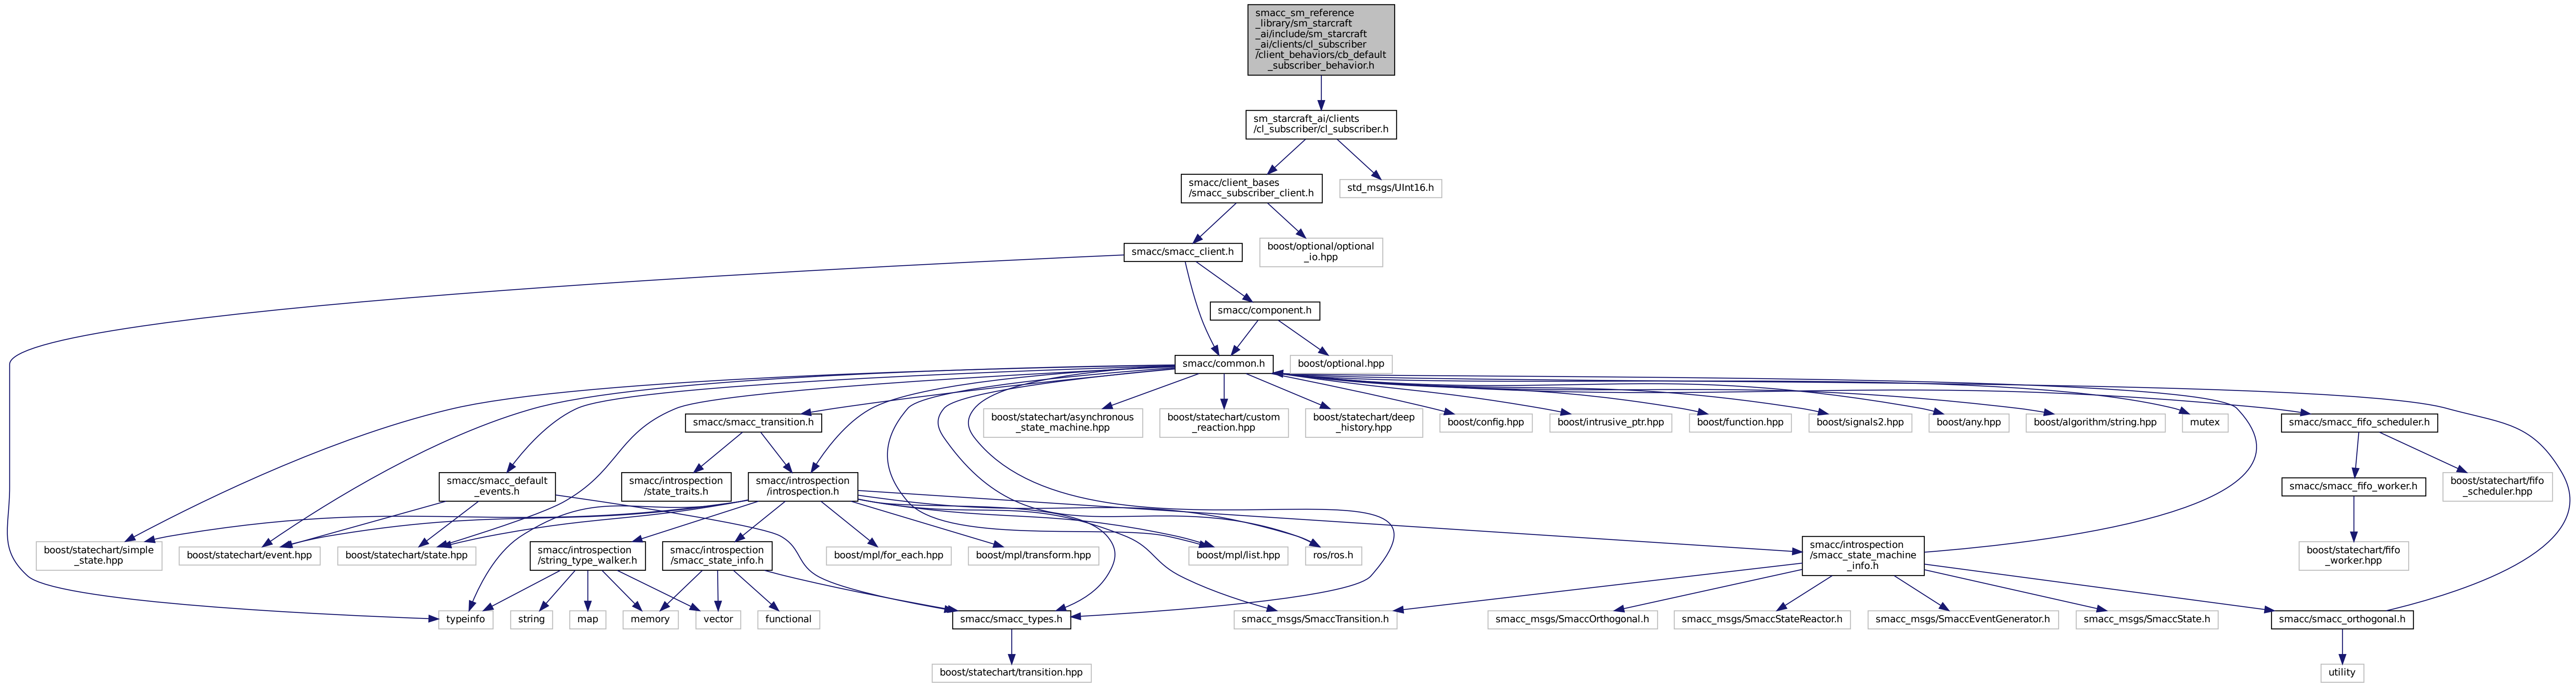 smacc_sm_reference
_library/sm_starcraft
_ai/include/sm_starcraft
_ai/clients/cl_subscriber
/client_behaviors/cb_default
_subscriber_behavior.h
sm_starcraft_ai/clients
/cl_subscriber/cl_subscriber.h
smacc/client_bases
/smacc_subscriber_client.h
std_msgs/UInt16.h
smacc/smacc_client.h
boost/optional/optional
_io.hpp
smacc/component.h
smacc/common.h
boost/optional.hpp
smacc/smacc_transition.h
boost/statechart/asynchronous
_state_machine.hpp
boost/statechart/custom
_reaction.hpp
boost/statechart/deep
_history.hpp
boost/config.hpp
boost/intrusive_ptr.hpp
boost/function.hpp
boost/signals2.hpp
boost/any.hpp
boost/algorithm/string.hpp
mutex
smacc/smacc_fifo_scheduler.h
smacc/smacc_default
_events.h
smacc/introspection
/state_traits.h
smacc/introspection
/introspection.h
smacc/smacc_fifo_worker.h
boost/statechart/fifo
_scheduler.hpp
boost/statechart/simple
_state.hpp
boost/statechart/event.hpp
boost/statechart/state.hpp
smacc/introspection
/string_type_walker.h
smacc/introspection
/smacc_state_info.h
boost/mpl/for_each.hpp
boost/mpl/transform.hpp
boost/mpl/list.hpp
ros/ros.h
smacc/introspection
/smacc_state_machine
_info.h
boost/statechart/fifo
_worker.hpp
typeinfo
string
map
memory
vector
functional
smacc/smacc_types.h
smacc_msgs/SmaccTransition.h
smacc_msgs/SmaccOrthogonal.h
smacc_msgs/SmaccStateReactor.h
smacc_msgs/SmaccEventGenerator.h
smacc_msgs/SmaccState.h
smacc/smacc_orthogonal.h
boost/statechart/transition.hpp
utility